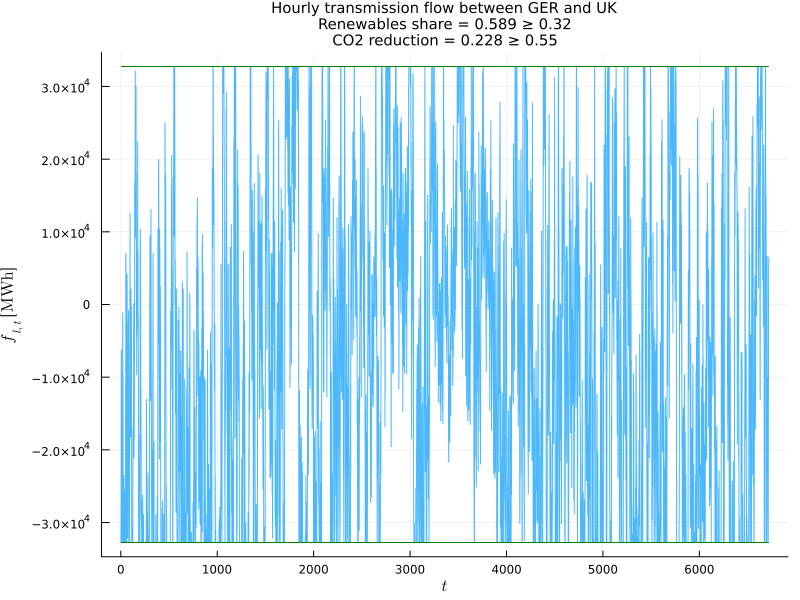 Hourly transmission flow between GER and UK
Renewables share = 0.589 ≥ 0.32
CO2 reduction = 0.228 ≥ 0.55
3.0×10⁴
2.0×10⁴
1.0×10⁴
0
−1.0×10⁴
−2.0×10⁴
−3.0×10⁴
f l,t [MWh]
0 1000 2000 3000 4000 5000 6000
t